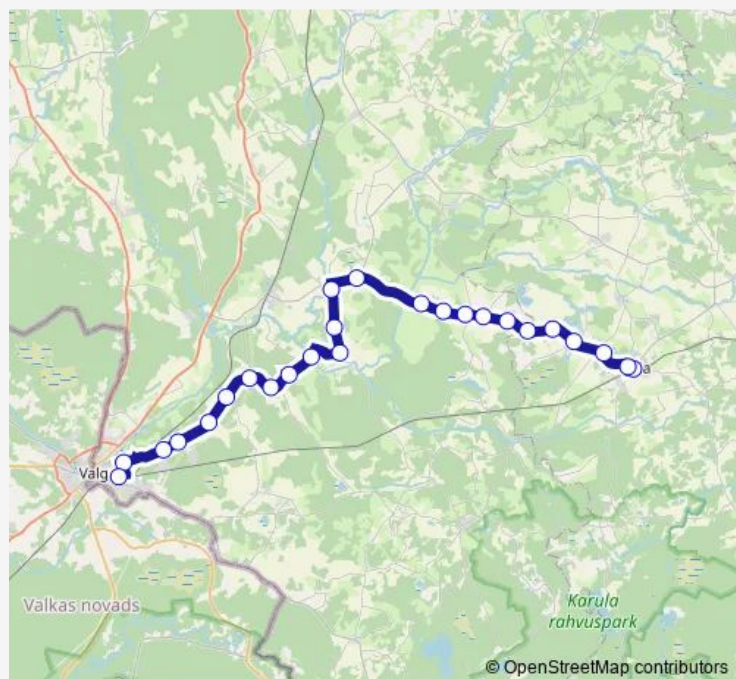 Valg
Valkas novads
Karula
rahvuspark
© OpenStreetMap contributors